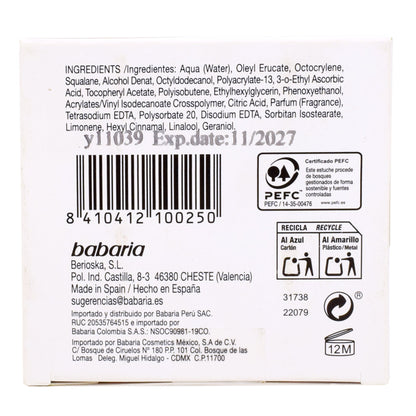 INGREDIENTS /Ingredientes: Aqua (Water), Oleyl Erucate, Octocrylene,
Squalane, Alcohol Denat, Octyldodecanol, Polyacrylate-13, 3-o-Ethyl Ascorbic
Acid, Tocopheryl Acetate, Polyisobutene, Ethylhexylglycerin, Phenoxyethanol,
Acrylates/Vinyl Isodecanoate Crosspolymer, Citric Acid, Parfum (Fragrance),
Tetrasodium EDTA, Polysorbate 20, Disodium EDTA, Sorbitan Isostearate,
Limonene, Hexyl Cinnamal, Linalool, Geraniol.
y11039 Exp.date:11/2027
8 410412 100250
Certificado PEFC
Este estuche procede
de bosques
gestionados de forma
sostenible y fuentes
controladas
PEFC
PEFC / 14-35-00476
www.pefc.es
RECICLA RECYCLE
Al Azul
Cartón
Al Amarillo
Plástico/Metal
babaria
Berioska, S.L.
Pol. Ind. Castilla, 8-3 46380 CHESTE (Valencia)
Made in Spain / Hecho en España
sugerencias@babaria.es
Importado y distribuido por Babaria Perú SAC.
RUC 20535764515 Importado y distribuido por
Babaria Colombia S.A.S.: NSOC90981-19CO.
Importado por Babaria Cosmetics México, S.A de C.V.
C/ Bosque de Ciruelos Nº 180 P.P. 101 Col. Bosque de las
Lomas Deleg. Miguel Hidalgo - CDMX C.P.11700
31738
22079
12M